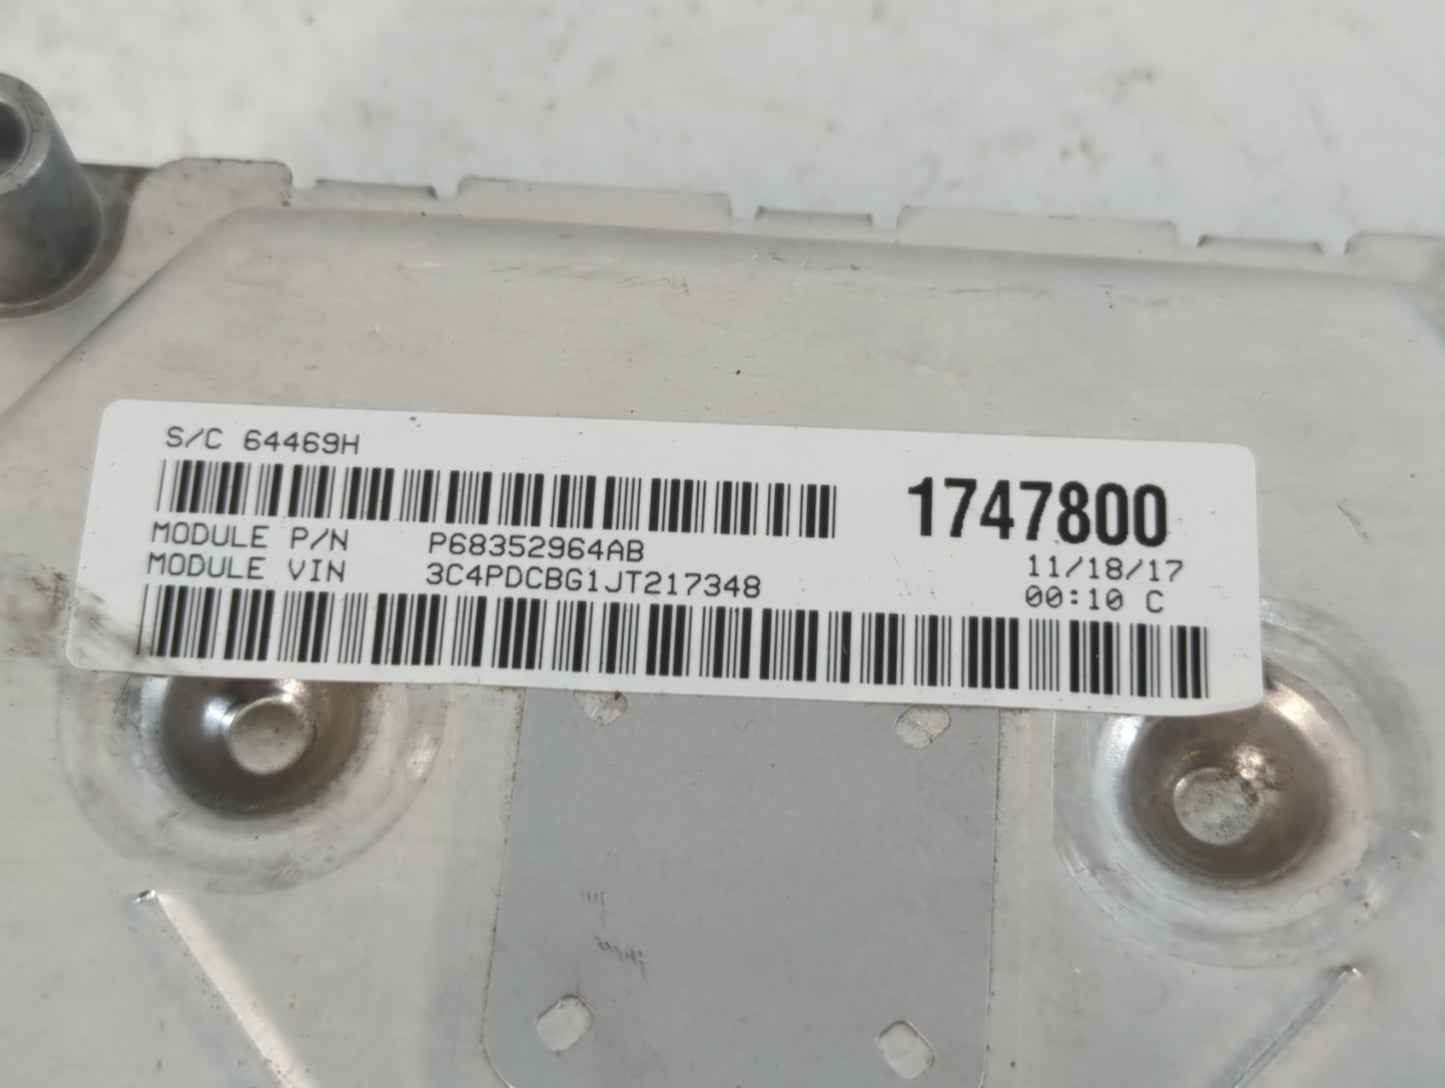 S/C 64469H
1747800
MODULE P/N P68352964AB
11/18/17
MODULE VIN 3C4PDCBG1JT217348
00:10 C